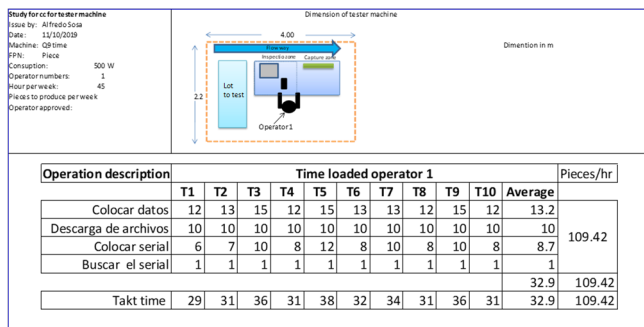 Study for cc for tester machine
Issue by: Alfredo Sosa
Date: 11/10/2019
Machine: Q9 time
FPN: Piece
Consuption: 500 W
Operator numbers: 1
Hour per week: 45
Pieces to produce per week
Operator approved:
Dimension of tester machine
4.00
Flow way
Inspectia zone Capture zone
Lot
to test
2.2
Operator1
Dimention in m
Operation description Time loaded operator 1 Pieces/hr
T1 T2 T3 T4 T5 T6 T7 T8 T9 T10 Average
Colocar datos 12 13 15 12 15 13 13 12 15 12 13.2
Descarga de archivos 10 10 10 10 10 10 10 10 10 10 10
109.42
Colocar serial 6 7 10 8 12 8 10 8 10 8 8.7
Buscar el serial 1 1 1 1 1 1 1 1 1 1 1
32.9 109.42
Takt time 29 31 36 31 38 32 34 31 36 31 32.9 109.42